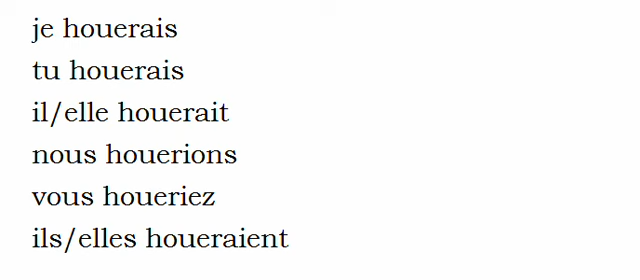 je houerais
tu houerais
il/elle houerait
nous houerions
vous houeriez
ils/elles houeraient